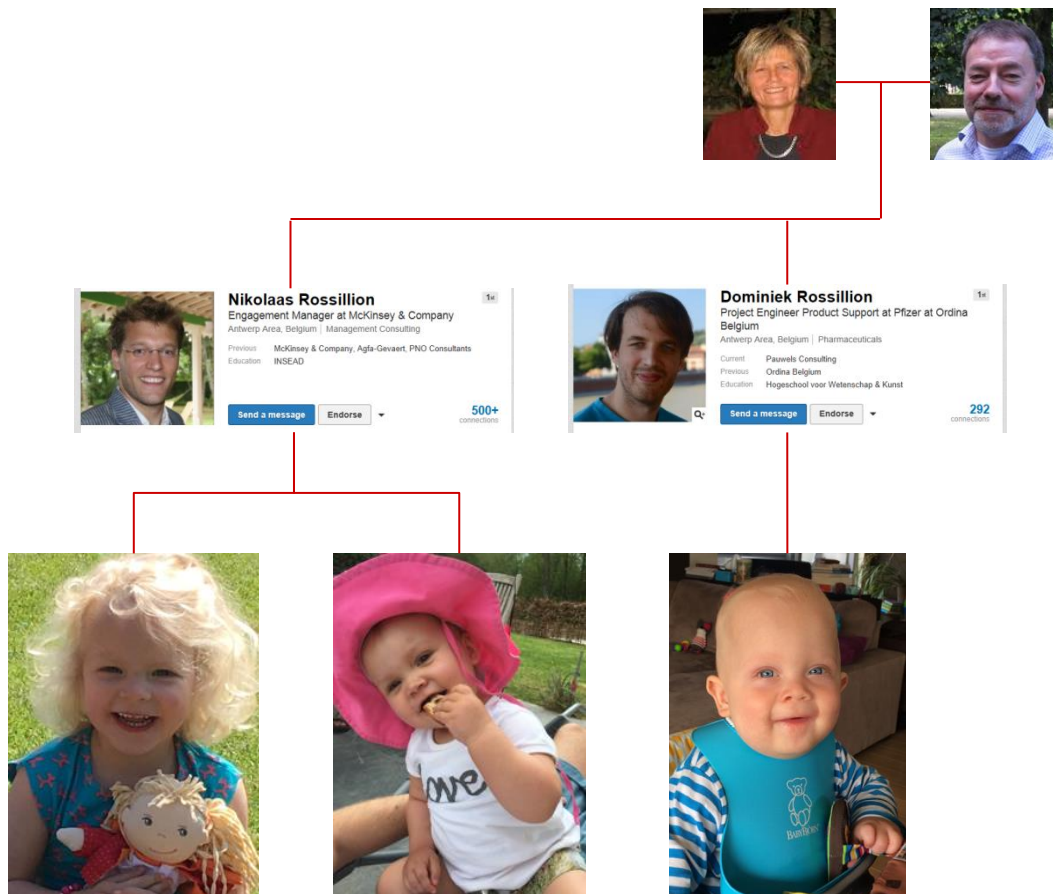 Nikolaas Rossillion
1st
Engagement Manager at McKinsey & Company
Antwerp Area, Belgium | Management Consulting
Previous McKinsey & Company, Agfa-Gevaert, PNO Consultants
Education INSEAD
Send a message Endorse
500+
connections
Dominiek Rossillion
1st
Project Engineer Product Support at Pfizer at Ordina
Belgium
Antwerp Area, Belgium | Pharmaceuticals
Current Pauwels Consulting
Previous Ordina Belgium
Education Hogeschool voor Wetenschap & Kunst
Send a message Endorse
292
connections
love
BABYBJÖRN